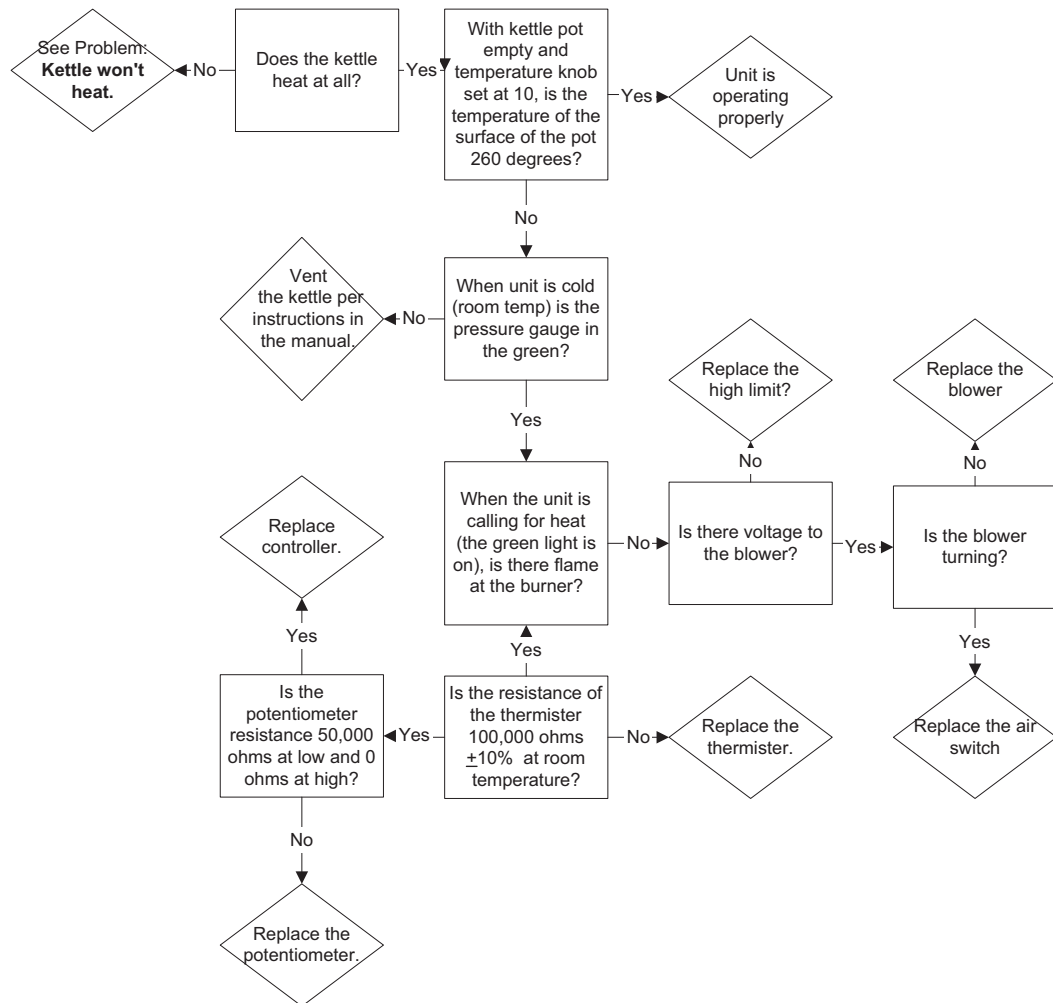 See Problem:
Kettle won't
heat.
No
Does the kettle
heat at all?
Yes
With kettle pot
empty and
temperature knob
set at 10, is the
temperature of the
surface of the pot
260 degrees?
Yes
Unit is
operating
properly
No
Vent
the kettle per
instructions in
the manual.
No
When unit is cold
(room temp) is the
pressure gauge in
the green?
Yes
Replace the
high limit?
Replace the
blower
No
No
Replace
controller.
When the unit is
calling for heat
(the green light is
on), is there flame
at the burner?
No
Is there voltage to
the blower?
Yes
Is the blower
turning?
Yes
Yes
Yes
Is the
potentiometer
resistance 50,000
ohms at low and 0
ohms at high?
Yes
Is the resistance of
the thermister
100,000 ohms
±10% at room
temperature?
No
Replace the
thermister.
Replace the air
switch
No
Replace the
potentiometer.